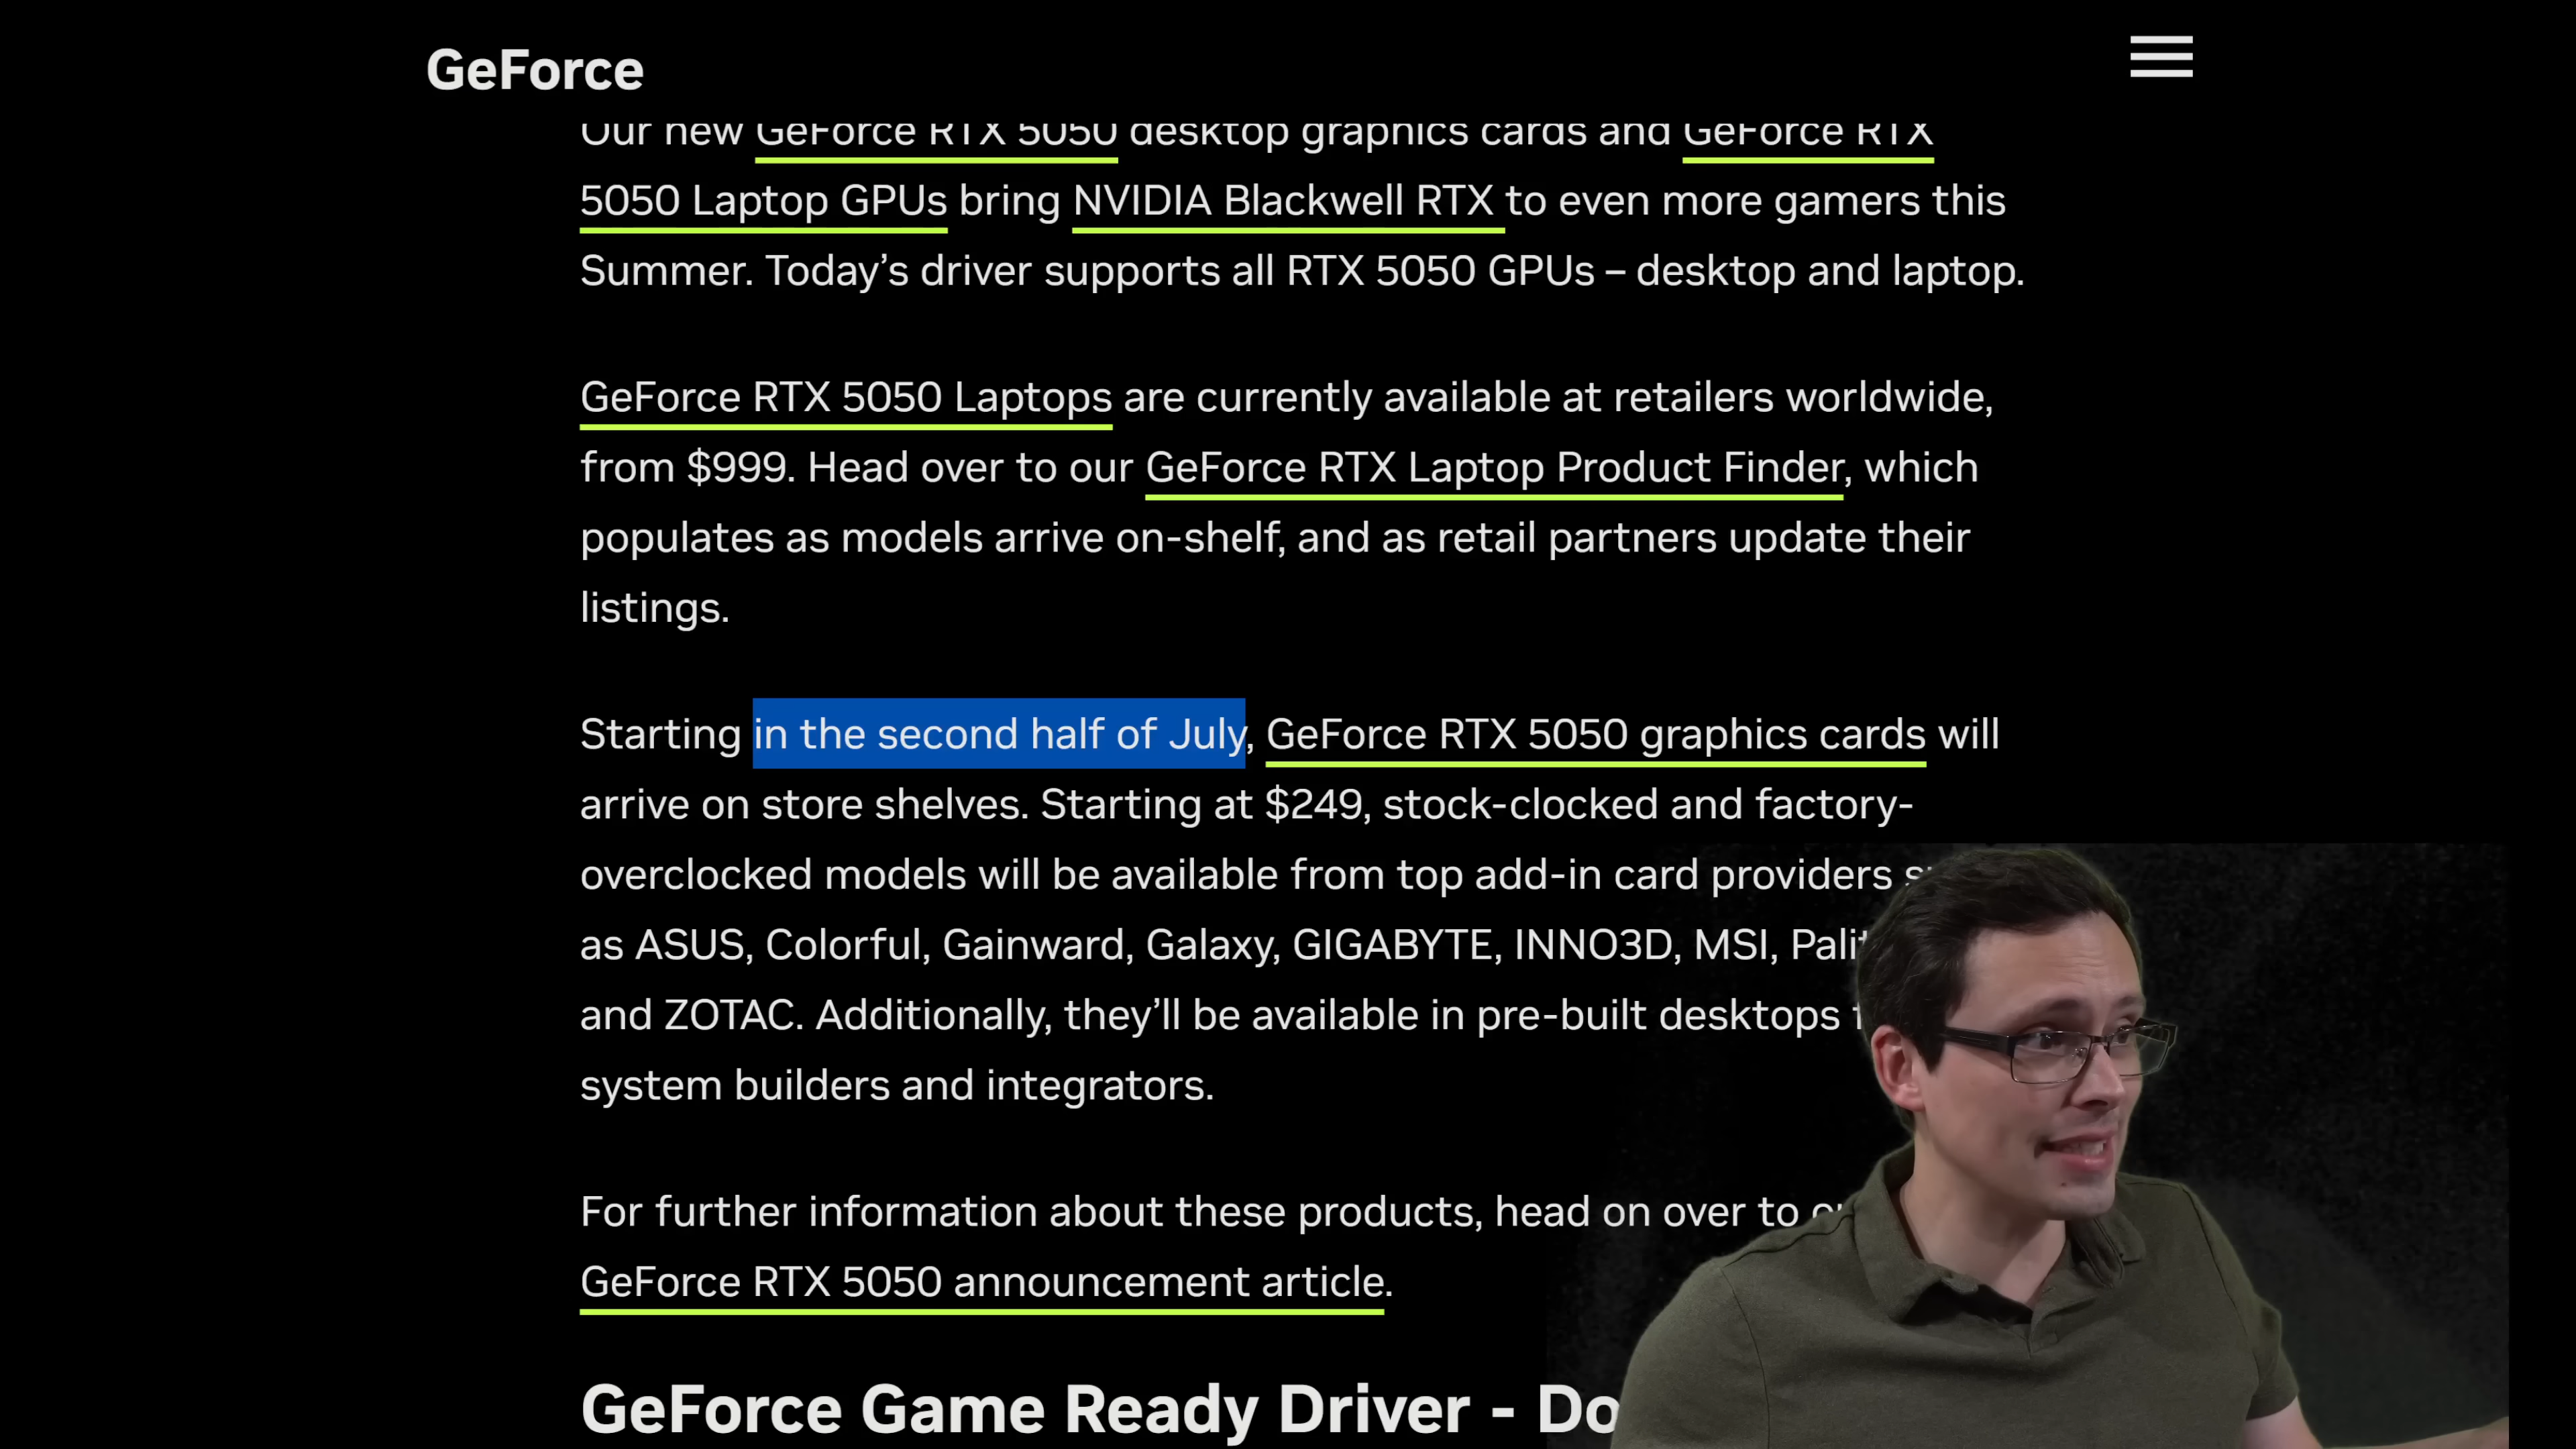 GeForce
Our new GeForce RTX 5050 desktop graphics cards and GeForce RTX
5050 Laptop GPUs bring NVIDIA Blackwell RTX to even more gamers this
Summer. Today’s driver supports all RTX 5050 GPUs – desktop and laptop.
GeForce RTX 5050 Laptops are currently available at retailers worldwide,
from $999. Head over to our GeForce RTX Laptop Product Finder, which
populates as models arrive on-shelf, and as retail partners update their
listings.
Starting in the second half of July, GeForce RTX 5050 graphics cards will
arrive on store shelves. Starting at $249, stock-clocked and factory-
overclocked models will be available from top add-in card providers
as ASUS, Colorful, Gainward, Galaxy, GIGABYTE, INNO3D, MSI, Palit
and ZOTAC. Additionally, they’ll be available in pre-built desktops
system builders and integrators.
For further information about these products, head on over to
GeForce RTX 5050 announcement article.
GeForce Game Ready Driver -